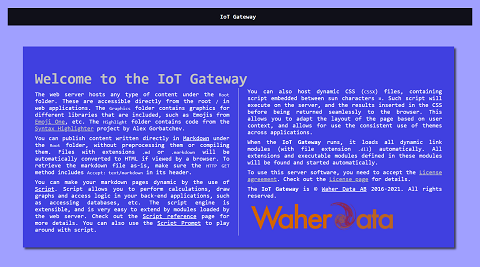 IoT Gateway
Welcome to the IoT Gateway
The web server hosts any type of content under the Root
folder. These are accessible directly from the root / in
web applications. The Graphics folder contains graphics for
different libraries that are included, such as Emojis from
Emoji One, etc. The Highlight folder contains code from the
Syntax Highlighter project by Alex Gorbatchev.
You can publish content written directly in Markdown under
the Root folder, without preprocessing them or compiling
them. Files with extensions .md or .markdown will be
automatically converted to HTML if viewed by a browser. To
retrieve the markdown file as-is, make sure the HTTP GET
method includes Accept: text/markdown in its header.
You can make your markdown pages dynamic by the use of
Script. Script allows you to perform calculations, draw
graphs and access logic in your back-end applications, such
as accessing databases, etc. The script engine is
extensible, and is very easy to extend by modules loaded by
the web server. Check out the Script reference page for
more details. You can also use the Script Prompt to play
around with script.
You can also host dynamic CSS (cssx) files, containing
script embedded between sun characters ¤. Such script will
execute on the server, and the results inserted in the CSS
before being returned seamlessly to the browser. This
allows you to adapt the layout of the page based on user
context, and allows for use the consistent use of themes
across applications.
When the IoT Gateway runs, it loads all dynamic link
modules (with file extension .dll) automatically. All
extensions and executable modules defined in these modules
will be found and started automatically.
To use this server software, you need to accept the License
agreement. Check out the License page for details.
The IoT Gateway is © Waher Data AB 2016-2021. All rights
reserved.
Waher Data